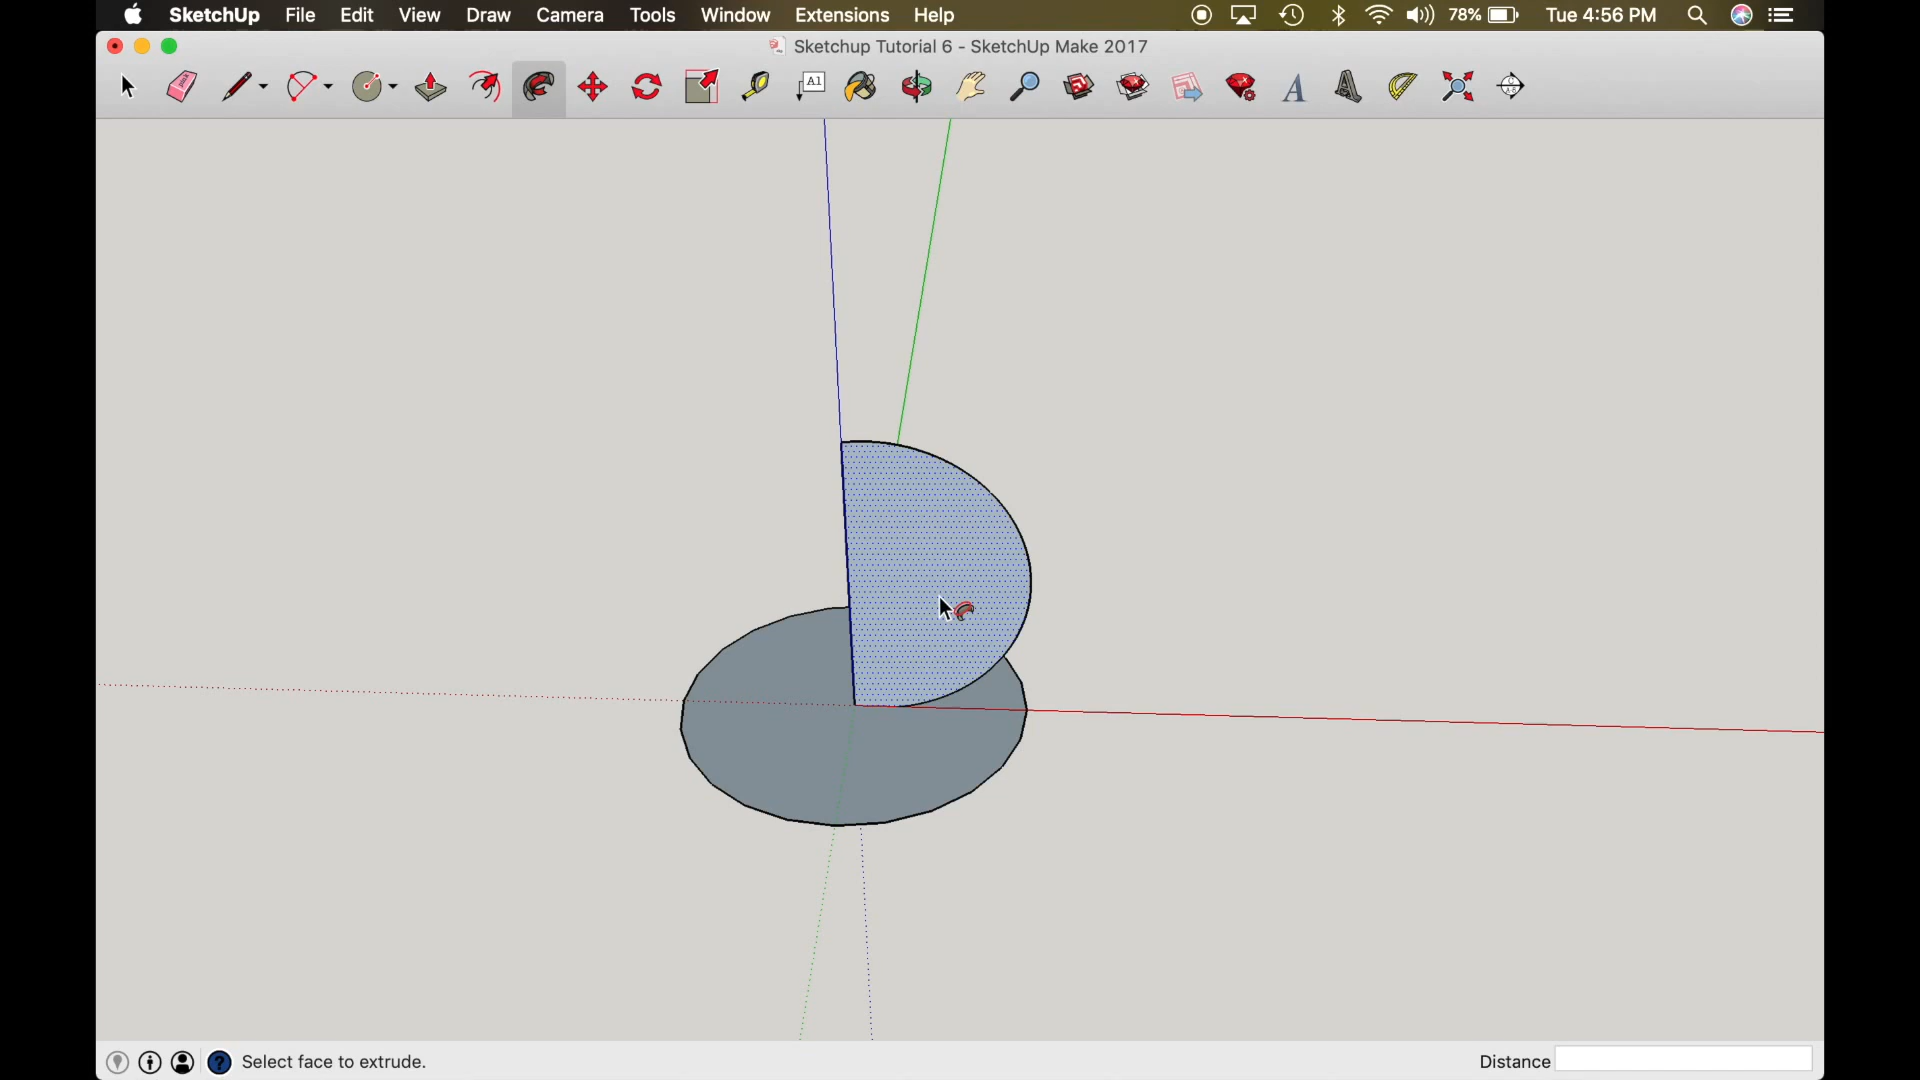 SketchUp File Edit View Draw Camera Tools Window Extensions Help 78% Tue 4:56 PM
Sketchup Tutorial 6 - SketchUp Make 2017
A1 A
Select face to extrude. Distance